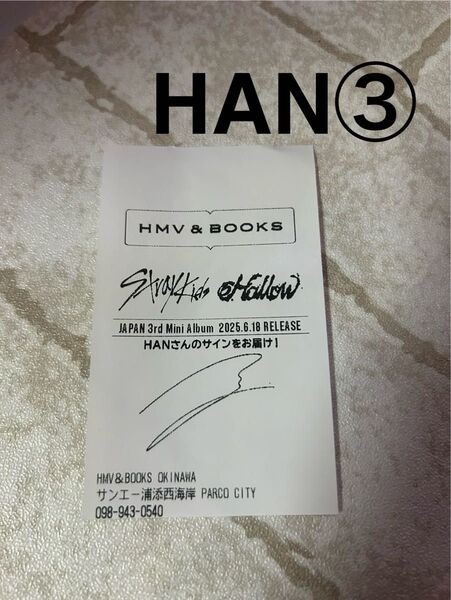 HAN③
HMV & BOOKS
Stray Kids Hollow
JAPAN 3rd Mini Album 2025.6.18 RELEASE
HANさんのサインをお届け!
HMV&BOOKS OKINAWA
サンエー浦添西海岸 PARCO CITY
098-943-0540